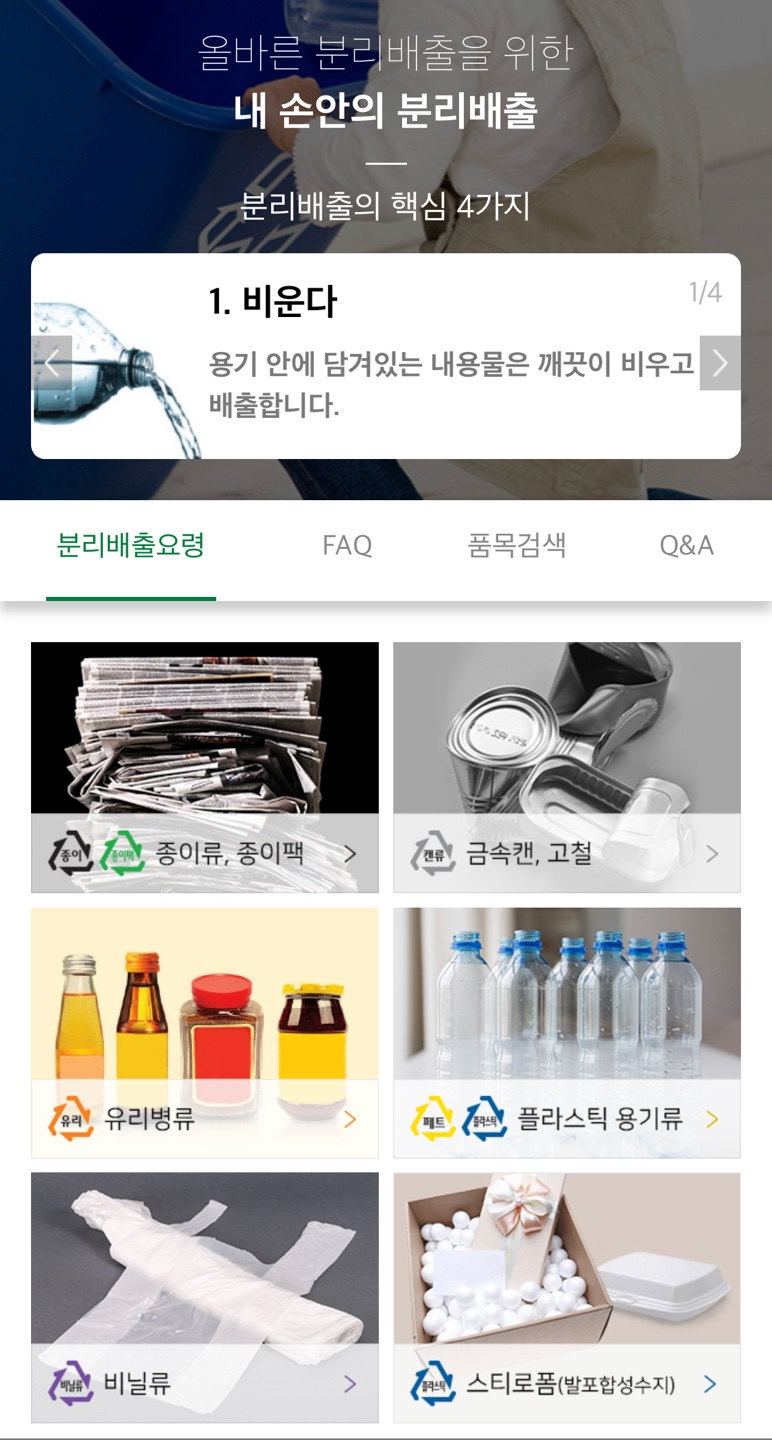 올바른 분리배출을 위한
내 손안의 분리배출
분리배출의 핵심 4가지
1. 비운다
1/4
용기 안에 담겨있는 내용물은 깨끗이 비우고
배출합니다.
분리배출요령 FAQ 품목검색 Q&A
종이 종이팩 종이류, 종이팩
캔류 금속캔, 고철
유리 유리병류
페트 플라스틱 플라스틱 용기류
비닐류 비닐류
플라스틱 스티로폼(발포합성수지)